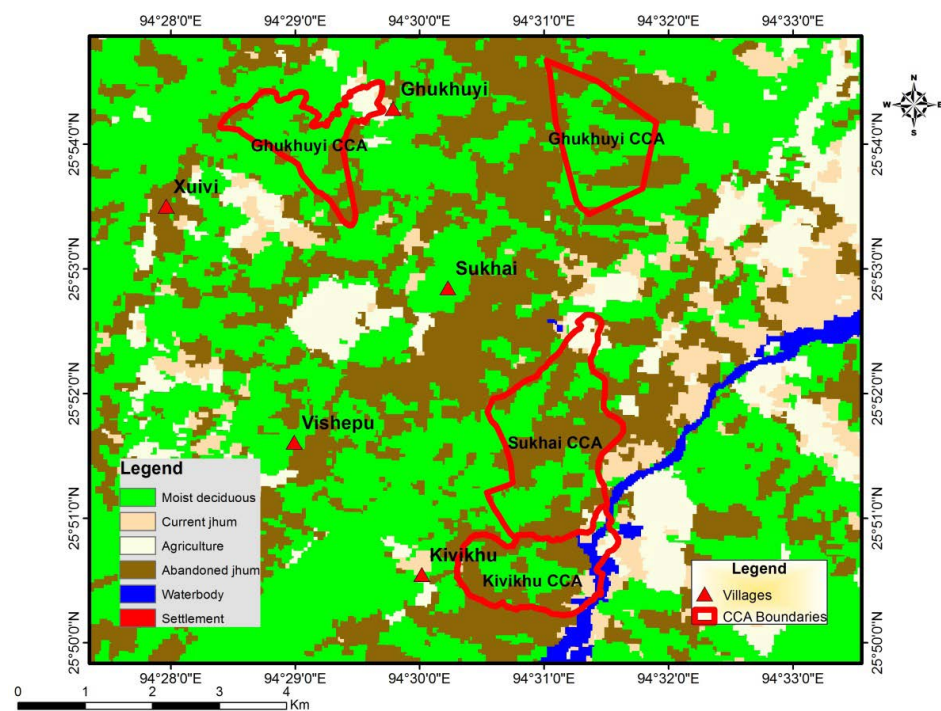 94°28'0"E 94°29'0"E 94°30'0"E 94°31'0"E 94°32'0"E 94°33'0"E
N
W E
S
25°54'0"N 25°54'0"N
25°53'0"N 25°53'0"N
25°52'0"N 25°52'0"N
25°51'0"N 25°51'0"N
25°50'0"N 25°50'0"N
Ghukhuyi
Ghukhuyi CCA
Ghukhuyi CCA
Xuivi
Sukhai
Vishepu
Sukhai CCA
Kivikhu
Kivikhu CCA
Legend
Moist deciduous
Current jhum
Agriculture
Abandoned jhum
Waterbody
Settlement
Legend
Villages
CCA Boundaries
94°28'0"E 94°29'0"E 94°30'0"E 94°31'0"E 94°32'0"E 94°33'0"E
0 1 2 3 4
Km